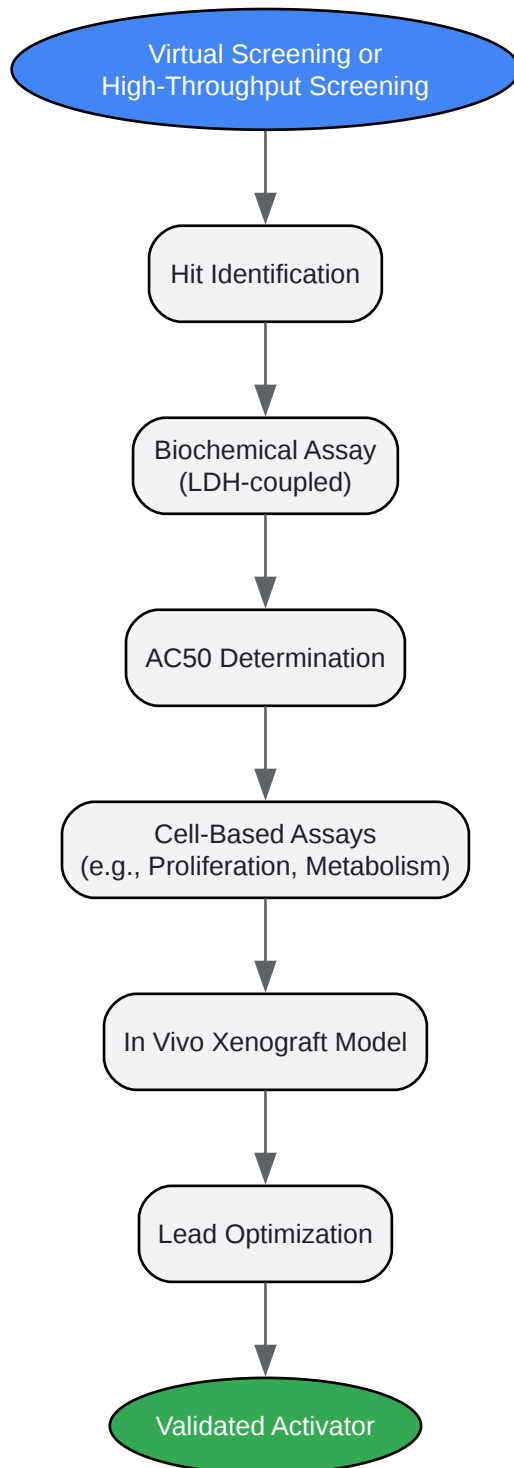 Virtual Screening or
High-Throughput Screening
Hit Identification
Biochemical Assay
(LDH-coupled)
AC50 Determination
Cell-Based Assays
(e.g., Proliferation, Metabolism)
In Vivo Xenograft Model
Lead Optimization
Validated Activator